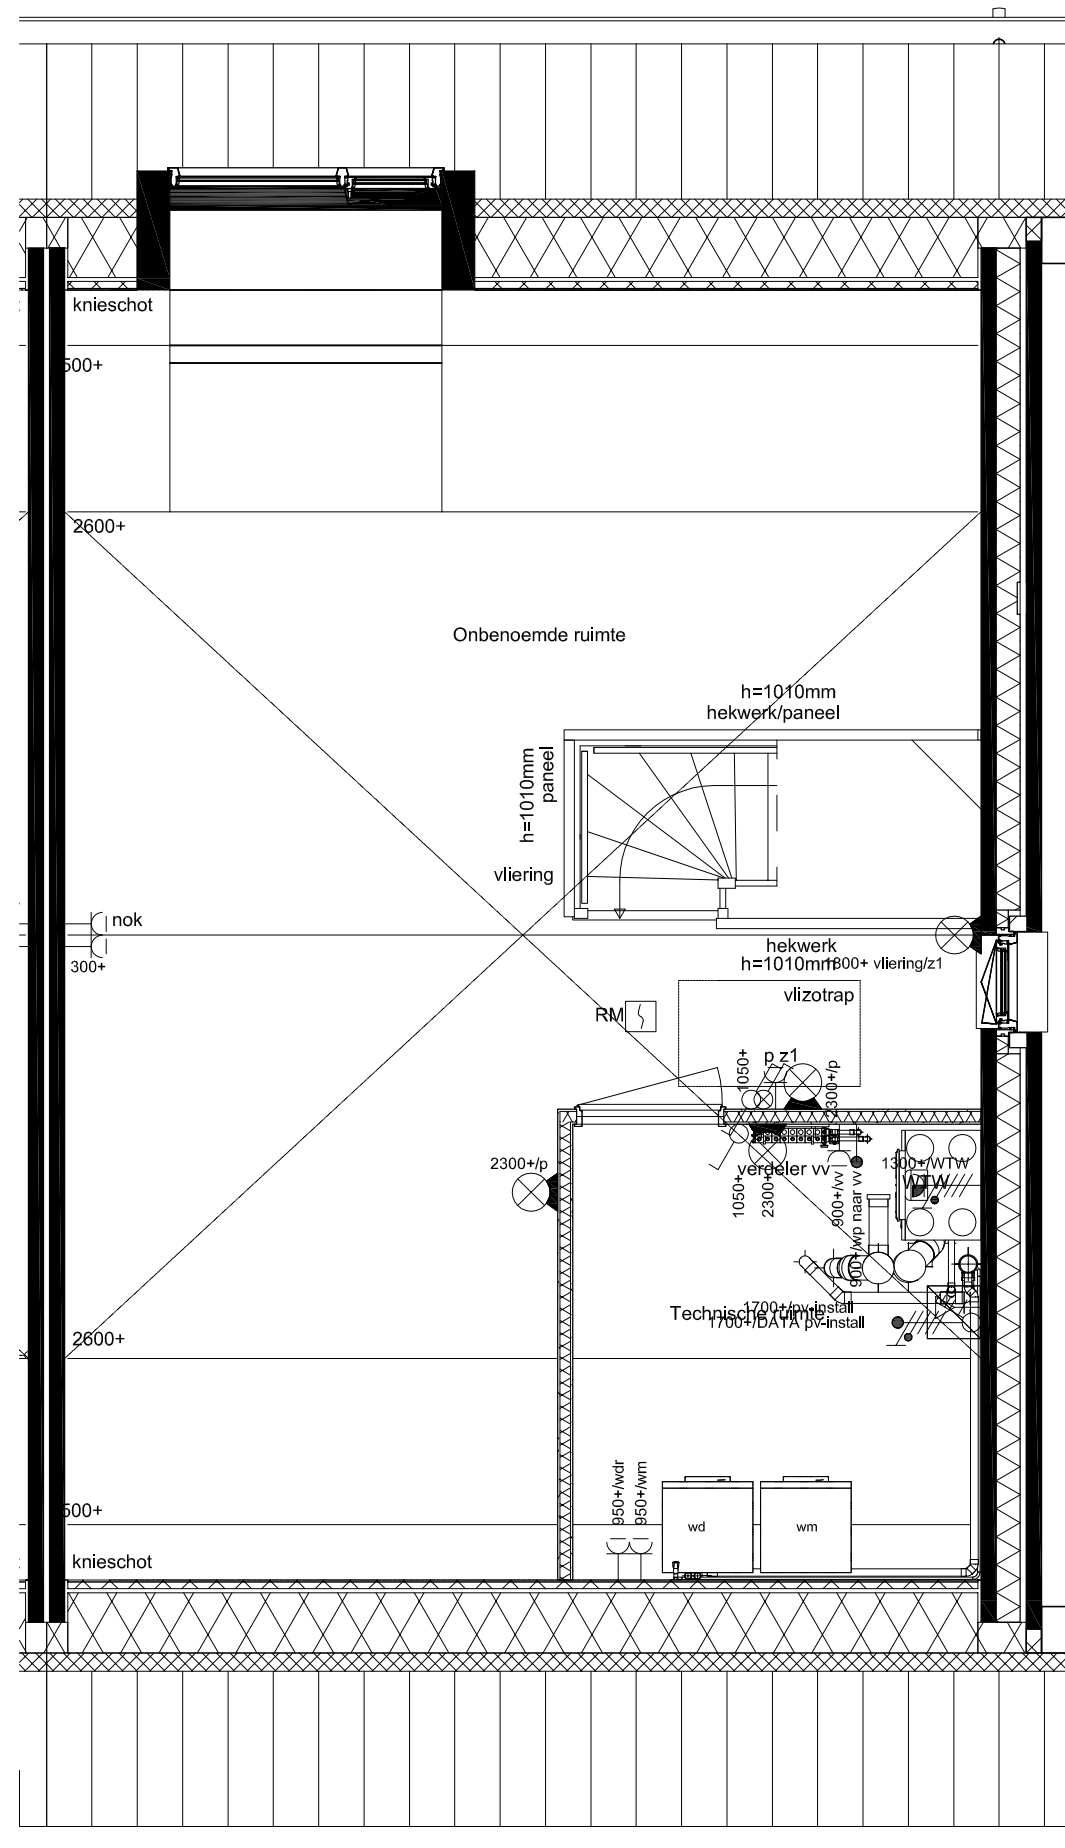 knieschot
500+
2600+
Onbenoemde ruimte
h=1010mm
hekwerk/paneel
h=1010mm
paneel
vliering
nok
300+
hekwerk
h=1010mm
1800+ vliering/z1
vlizotrap
RM
1050+
p z1
2300+/p
2300+/p
verdeler vv
1300+/WTW
WTW
1050+
2300+
900+/vv
900+/wp naar vv
1700+/pv-install
Technische ruimte
1700+/DATA pv-install
2600+
950+/wdr
950+/wm
wd
wm
500+
knieschot